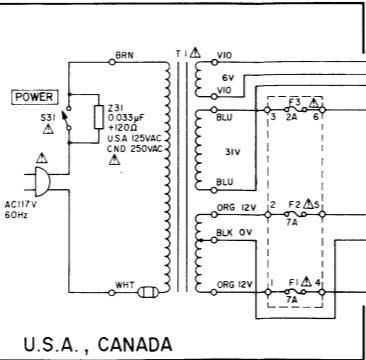 BRN
T1
VIO
6V
VIO
POWER
S31
Z31
0.033µF
+120Ω
U.S.A 125VAC
CND 250VAC
BLU
F3
3 2A 6
31V
BLU
AC117V
60Hz
ORG 12V
2 F2 5
7A
BLK 0V
WHT
ORG 12V
1 F1 4
7A
U.S.A., CANADA